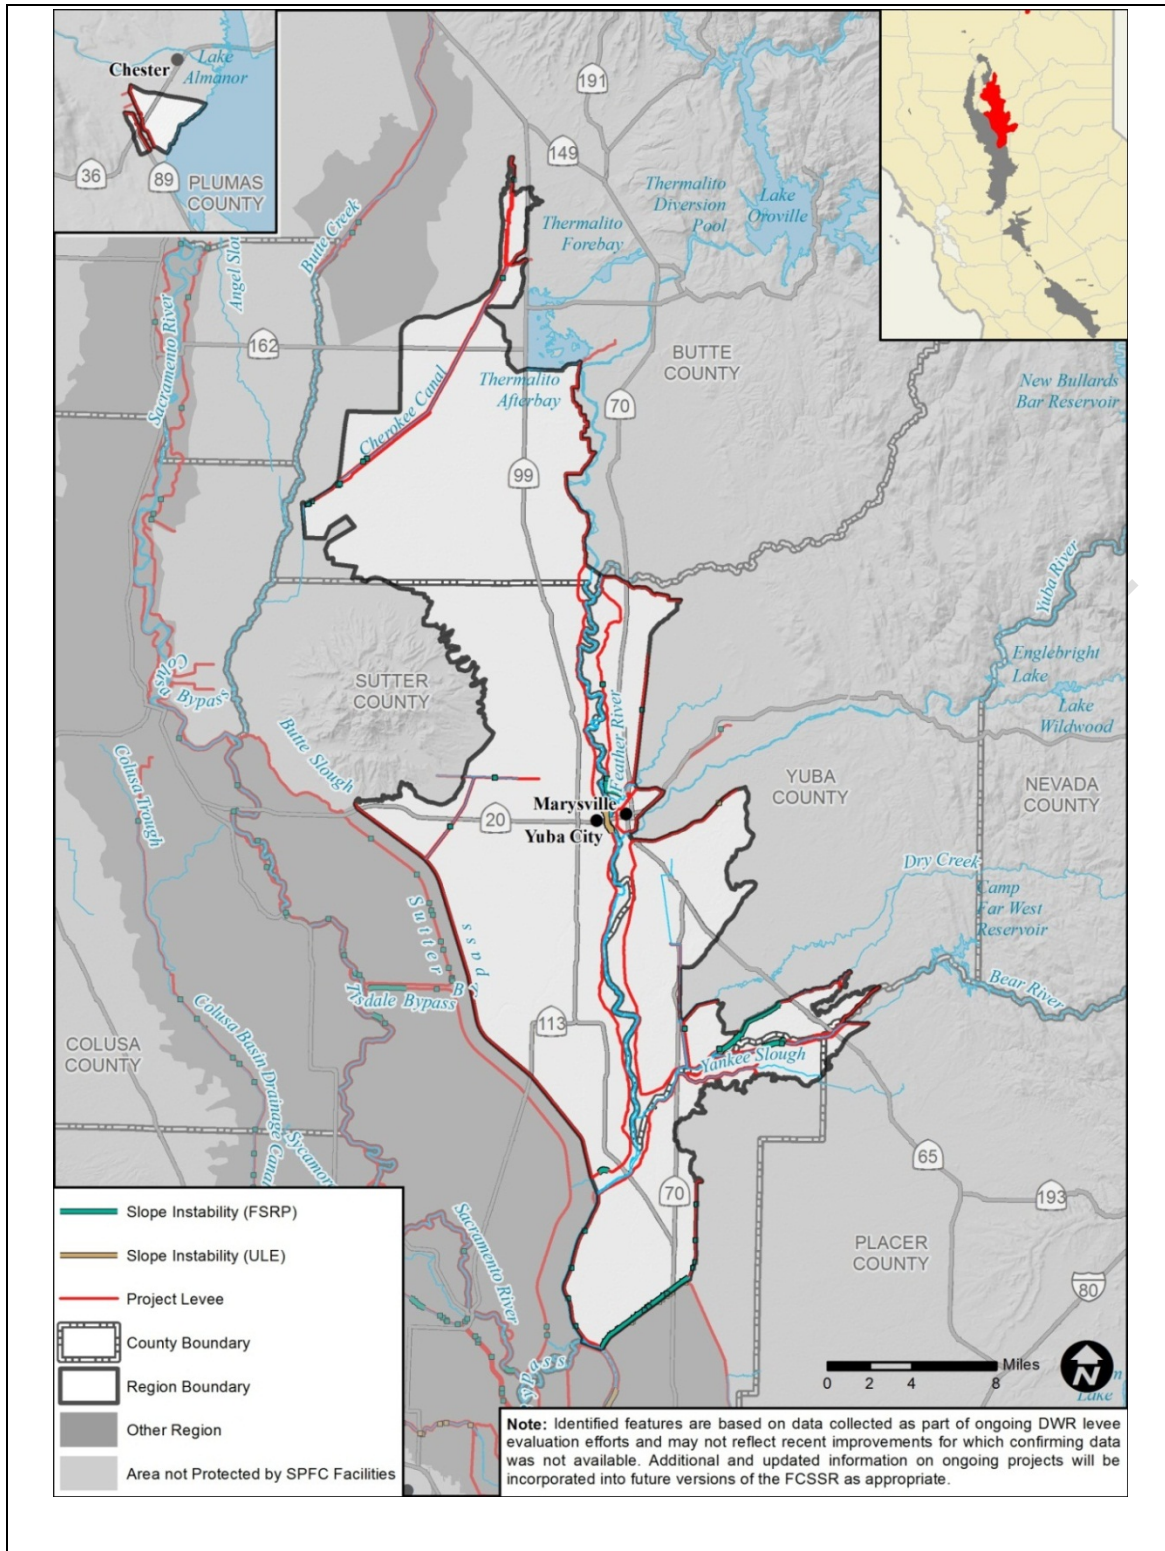 Chester
Lake
Almanor
36
89
PLUMAS
COUNTY
191
149
Thermalito
Diversion
Pool
Lake
Oroville
Thermalito
Forebay
Butte Creek
Angel Slou
Sacramento River
162
BUTTE
COUNTY
New Bullards
Bar Reservoir
Thermalito
Afterbay
70
Cherokee Canal
99
Yuba River
Englebright
Lake
Lake
Wildwood
Colusa Bypass
SUTTER
COUNTY
Feather River
Butte Slough
Colusa Trough
YUBA
COUNTY
NEVADA
COUNTY
Marysville
20
Yuba City
Dry Creek
Camp
Far West
Reservoir
Sutter Bypass
Bear River
Tisdale Bypass
113
COLUSA
COUNTY
Colusa Basin Drainage Canal
Yankee Slough
Sycamor
65
70
193
Sacramento River
PLACER
COUNTY
80
ypass
Slope Instability (FSRP)
Slope Instability (ULE)
Project Levee
County Boundary
Region Boundary
Other Region
Area not Protected by SPFC Facilities
Miles
0 2 4 8
N
Lake
Note: Identified features are based on data collected as part of ongoing DWR levee
evaluation efforts and may not reflect recent improvements for which confirming data
was not available. Additional and updated information on ongoing projects will be
incorporated into future versions of the FCSSR as appropriate.